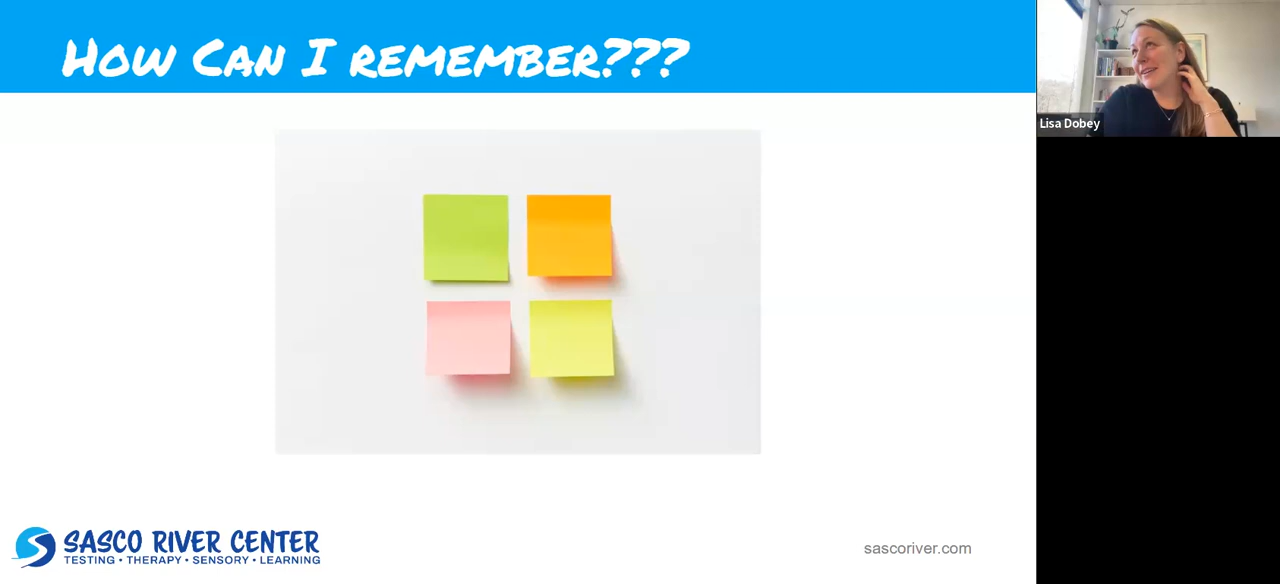 How Can I remember???
Lisa Dobey
SASCO RIVER CENTER
TESTING • THERAPY • SENSORY • LEARNING
sascoriver.com